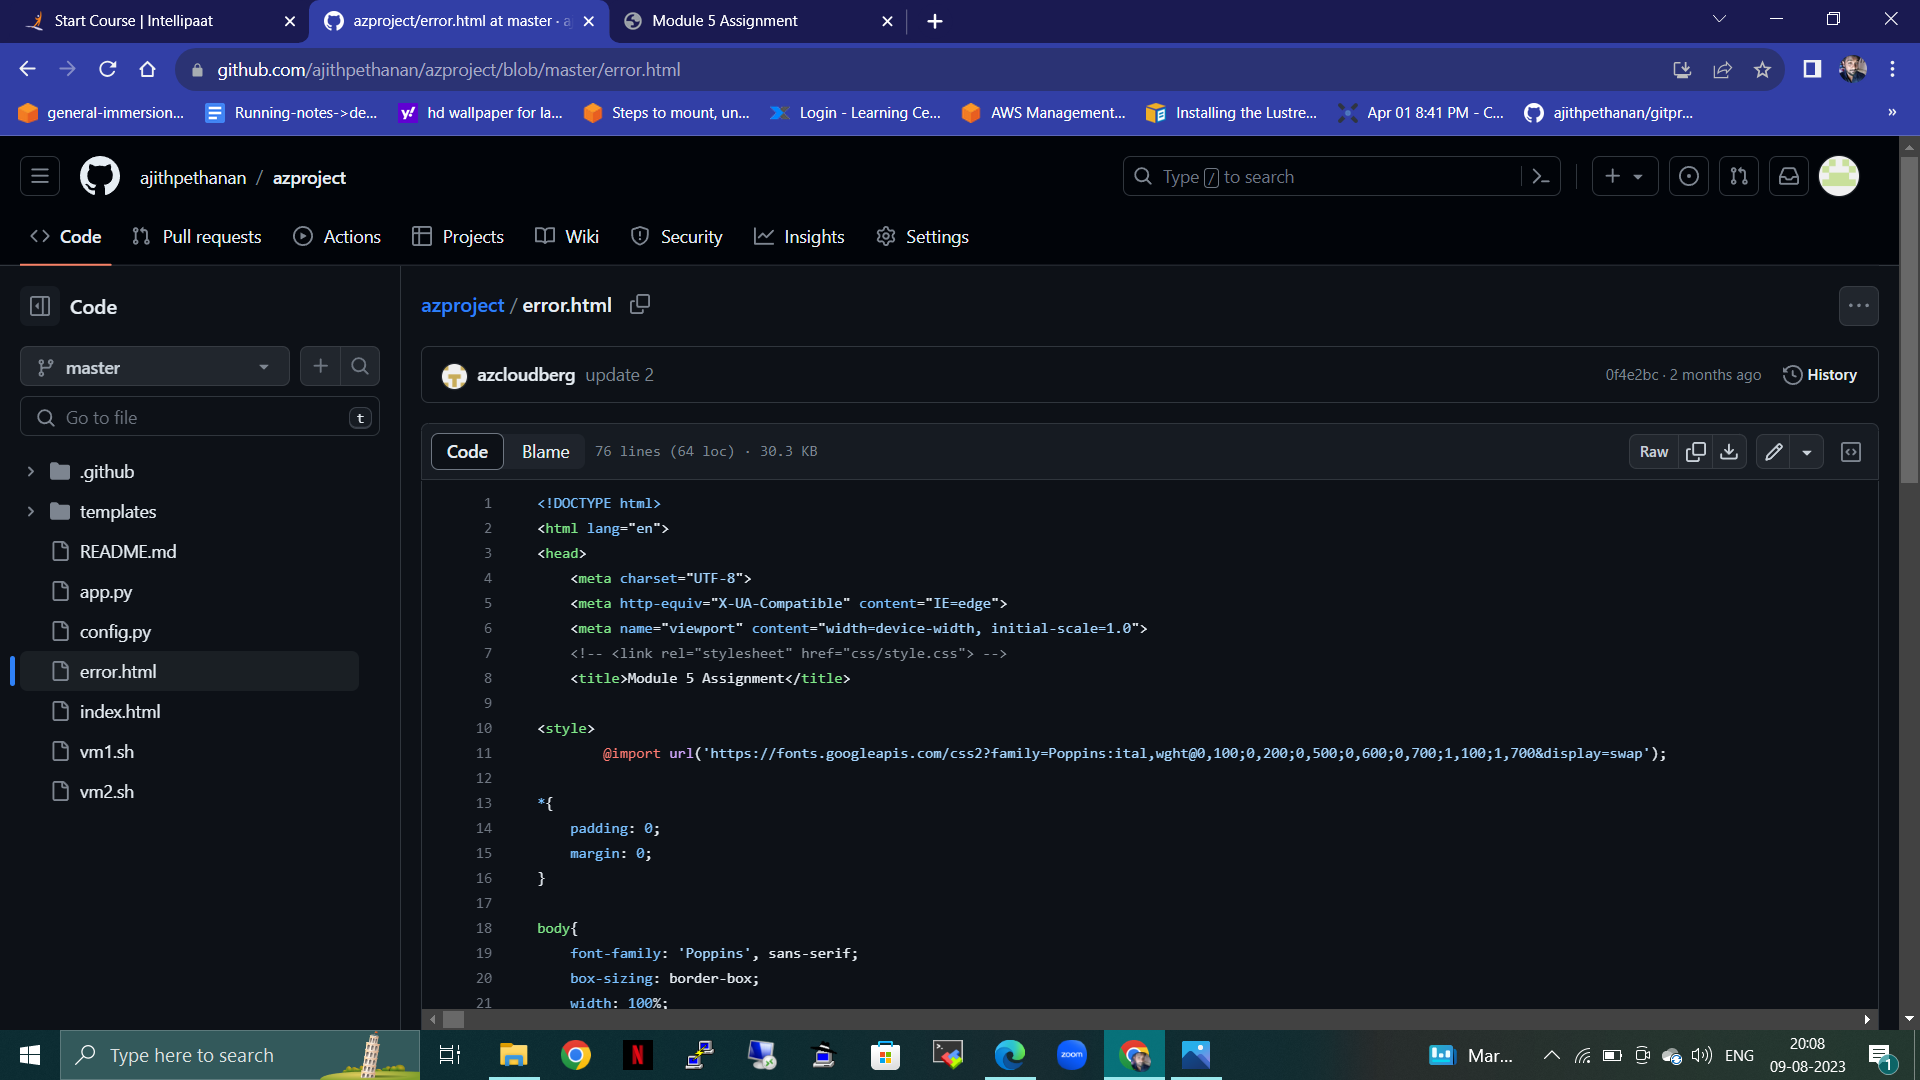 Start Course | Intellipaat
azproject/error.html at master · a
Module 5 Assignment
github.com/ajithpethanan/azproject/blob/master/error.html
general-immersion...
Running-notes->de...
hd wallpaper for la...
Steps to mount, un...
Login - Learning Ce...
AWS Management...
Installing the Lustre...
Apr 01 8:41 PM - C...
ajithpethanan/gitpr...
»
ajithpethanan / azproject
Type / to search
Code
Pull requests
Actions
Projects
Wiki
Security
Insights
Settings
Code
master
Go to file
t
.github
templates
README.md
app.py
config.py
error.html
index.html
vm1.sh
vm2.sh
azproject / error.html
azcloudberg update 2
0f4e2bc · 2 months ago
History
Code
Blame
76 lines (64 loc) · 30.3 KB
Raw
1 <!DOCTYPE html>
2 <html lang="en">
3 <head>
4 <meta charset="UTF-8">
5 <meta http-equiv="X-UA-Compatible" content="IE=edge">
6 <meta name="viewport" content="width=device-width, initial-scale=1.0">
7 <!-- <link rel="stylesheet" href="css/style.css"> -->
8 <title>Module 5 Assignment</title>
9
10 <style>
11 @import url('https://fonts.googleapis.com/css2?family=Poppins:ital,wght@0,100;0,200;0,500;0,600;0,700;1,100;1,700&display=swap');
12
13 *{
14 padding: 0;
15 margin: 0;
16 }
17
18 body{
19 font-family: 'Poppins', sans-serif;
20 box-sizing: border-box;
21 width: 100%;
Type here to search
N
zoom
Mar...
ENG
20:08
09-08-2023
1